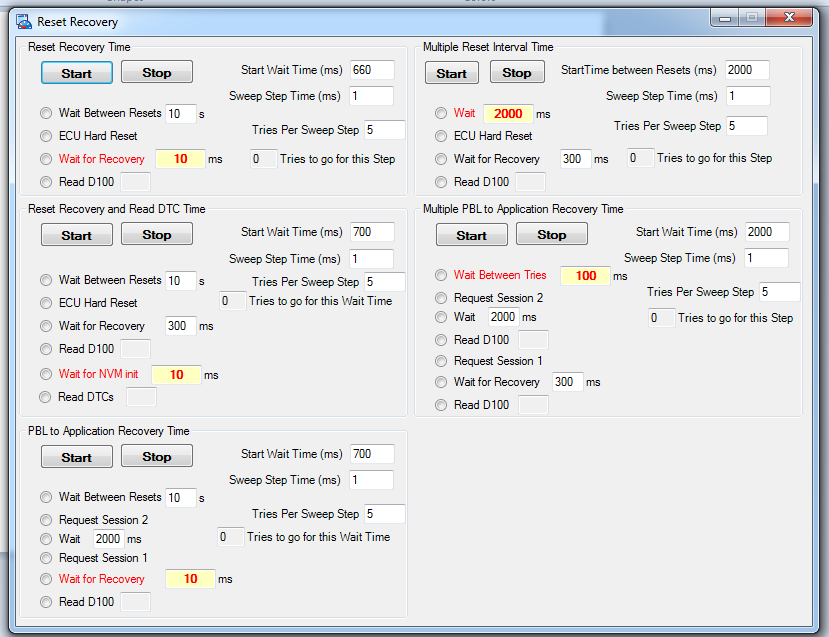 Reset Recovery
Reset Recovery Time
Start Stop Start Wait Time (ms) 660
Sweep Step Time (ms) 1
Wait Between Resets 10 s
Tries Per Sweep Step 5
ECU Hard Reset
Wait for Recovery 10 ms 0 Tries to go for this Step
Read D100
Multiple Reset Interval Time
Start Stop StartTime between Resets (ms) 2000
Sweep Step Time (ms) 1
Wait 2000 ms
Tries Per Sweep Step 5
ECU Hard Reset
Wait for Recovery 300 ms 0 Tries to go for this Step
Read D100
Reset Recovery and Read DTC Time
Start Stop Start Wait Time (ms) 700
Sweep Step Time (ms) 1
Wait Between Resets 10 s Tries Per Sweep Step 5
ECU Hard Reset 0 Tries to go for this Wait Time
Wait for Recovery 300 ms
Read D100
Wait for NVM init 10 ms
Read DTCs
Multiple PBL to Application Recovery Time
Start Stop Start Wait Time (ms) 2000
Sweep Step Time (ms) 1
Wait Between Tries 100 ms
Tries Per Sweep Step 5
Request Session 2
Wait 2000 ms 0 Tries to go for this Step
Read D100
Request Session 1
Wait for Recovery 300 ms
Read D100
PBL to Application Recovery Time
Start Stop Start Wait Time (ms) 700
Sweep Step Time (ms) 1
Wait Between Resets 10 s
Tries Per Sweep Step 5
Request Session 2
Wait 2000 ms 0 Tries to go for this Wait Time
Request Session 1
Wait for Recovery 10 ms
Read D100